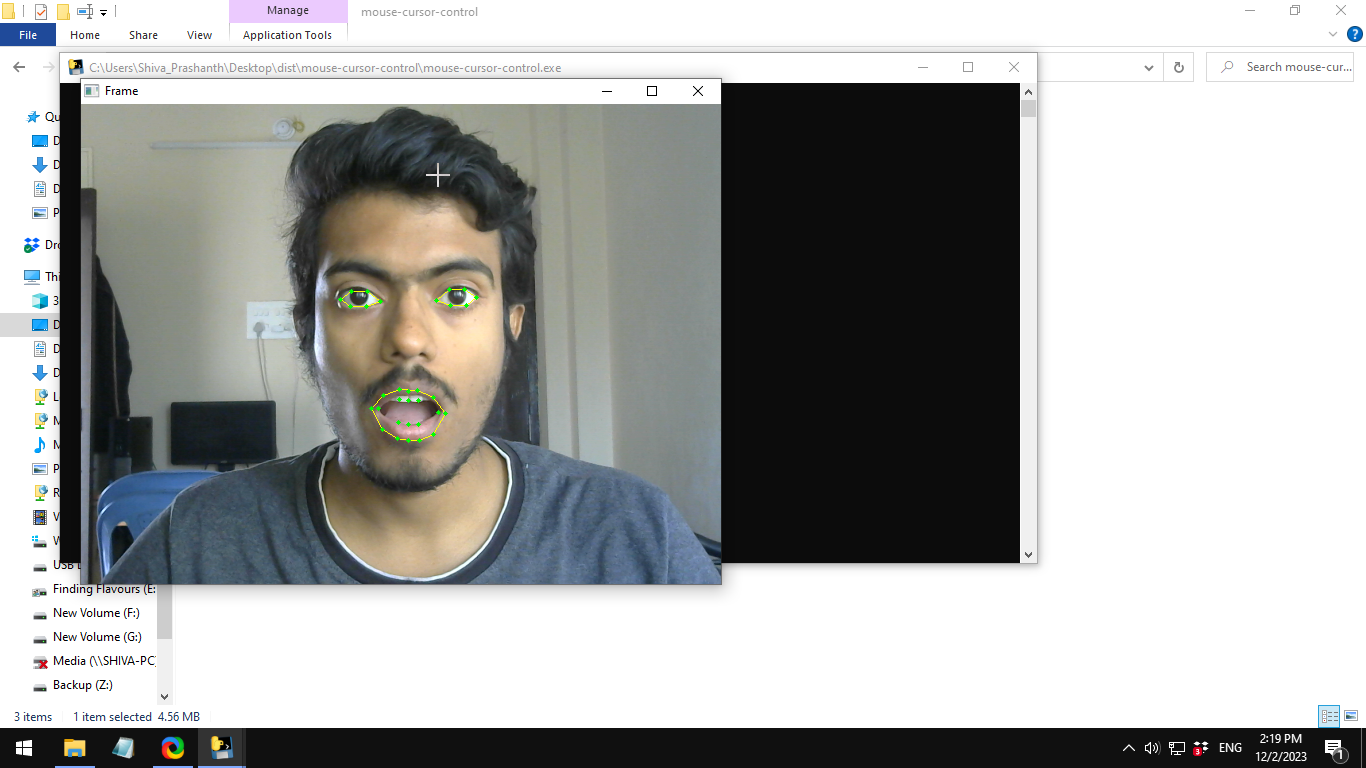 Manage
mouse-cursor-control
File
Home
Share
View
Application Tools
C:\Users\Shiva_Prashanth\Desktop\dist\mouse-cursor-control\mouse-cursor-control.exe
Search mouse-cur...
Frame
Qu
D
D
D
P
Dro
Thi
3
D
D
D
L
M
M
P
R
V
W
USB D
Finding Flavours (E:
New Volume (F:)
New Volume (G:)
Media (\\SHIVA-PC)
Backup (Z:)
3 items
1 item selected 4.56 MB
3
ENG
2:19 PM
12/2/2023
1